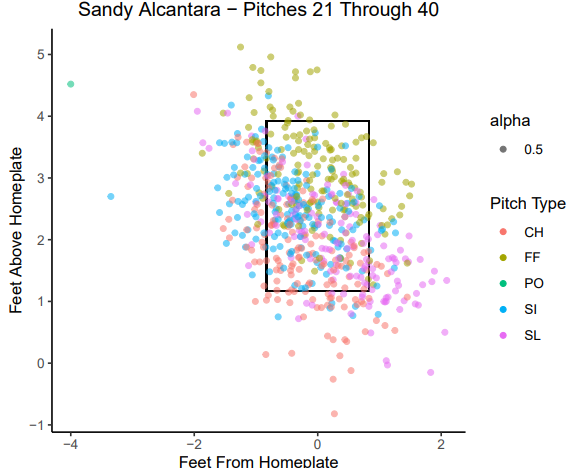 Sandy Alcantara − Pitches 21 Through 40
Feet Above Homeplate
5
4
3
2
1
0
−1
−4
−2
0
2
Feet From Homeplate
alpha
0.5
Pitch Type
CH
FF
PO
SI
SL